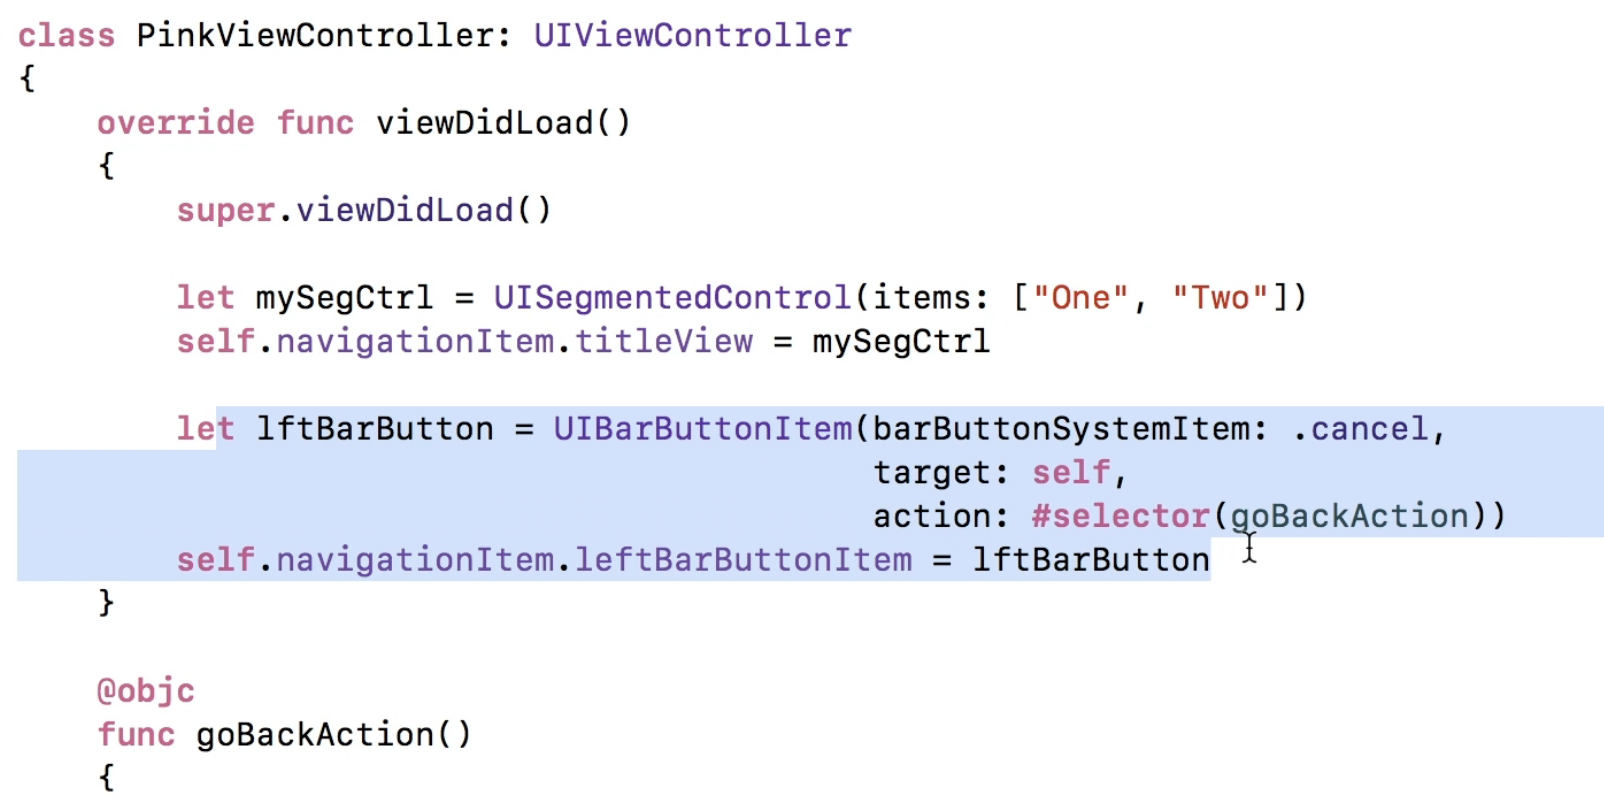 class PinkViewController: UIViewController
{
    override func viewDidLoad()
    {
        super.viewDidLoad()

        let mySegCtrl = UISegmentedControl(items: ["One", "Two"])
        self.navigationItem.titleView = mySegCtrl

        let lftBarButton = UIBarButtonItem(barButtonSystemItem: .cancel,
                                           target: self,
                                           action: #selector(goBackAction))
        self.navigationItem.leftBarButtonItem = lftBarButton
    }

    @objc
    func goBackAction()
    {